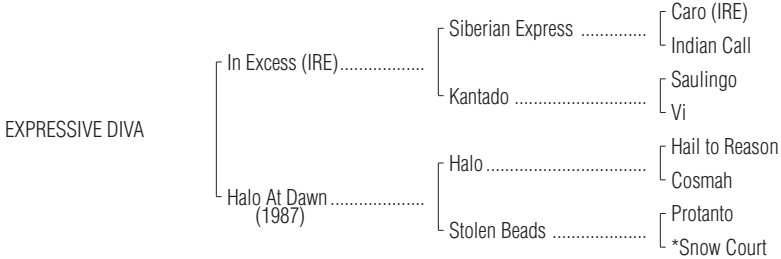 Caro (IRE)
Siberian Express ..............
Indian Call
In Excess (IRE)..................
Saulingo
Kantado ............................
Vi
EXPRESSIVE DIVA
Hail to Reason
Halo..................................
Cosmah
Halo At Dawn ....................
(1987)
Protanto
Stolen Beads ....................
*Snow Court